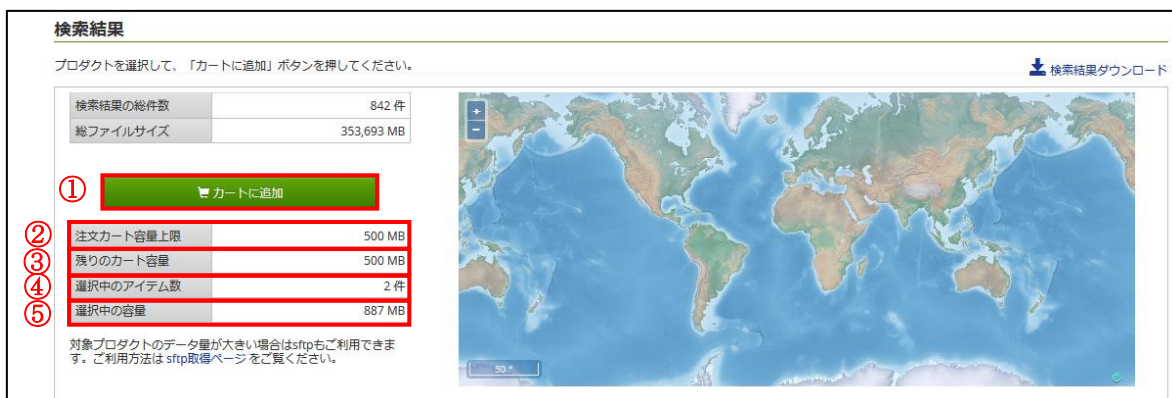 検索結果
プロダクトを選択して、「カートに追加」ボタンを押してください。
検索結果ダウンロード
検索結果の総件数 842 件
総ファイルサイズ 353,693 MB
+
-
① カートに追加
② 注文カート容量上限 500 MB
③ 残りのカート容量 500 MB
④ 選択中のアイテム数 2 件
⑤ 選択中の容量 887 MB
対象プロダクトのデータ量が大きい場合はsftpもご利用できま
す。ご利用方法は sftp取得ページ をご覧ください。
50 °